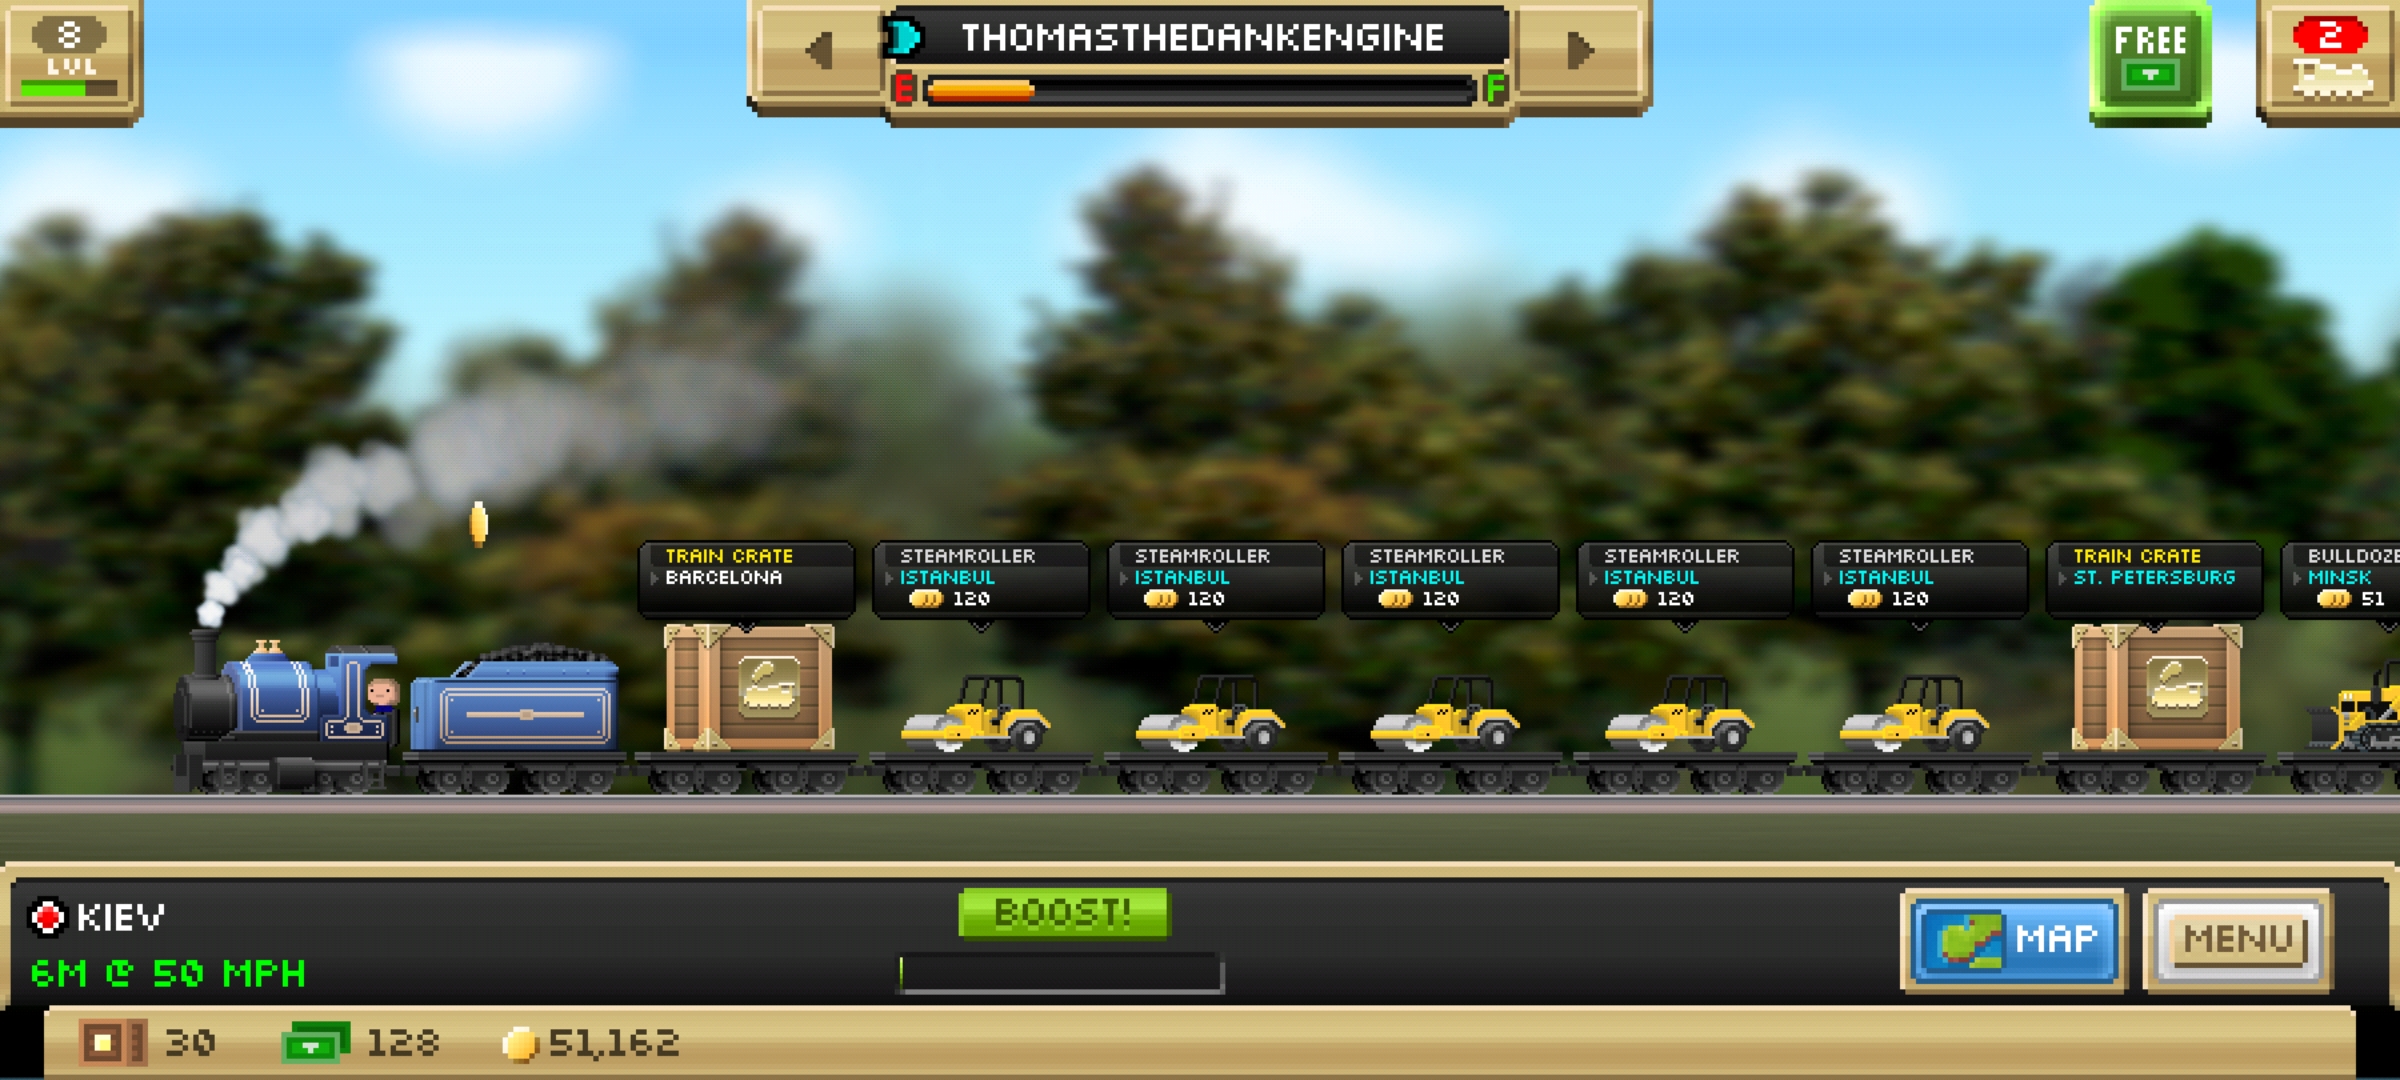 8
LVL
THOMASTHEDANKENGINE
E F
FREE
2
TRAIN CRATE
BARCELONA
STEAMROLLER
ISTANBUL
120
STEAMROLLER
ISTANBUL
120
STEAMROLLER
ISTANBUL
120
STEAMROLLER
ISTANBUL
120
STEAMROLLER
ISTANBUL
120
TRAIN CRATE
ST. PETERSBURG
BULLDOZE
MINSK
51
KIEV
6M @ 50 MPH
BOOST!
MAP
MENU
30
128
51,162